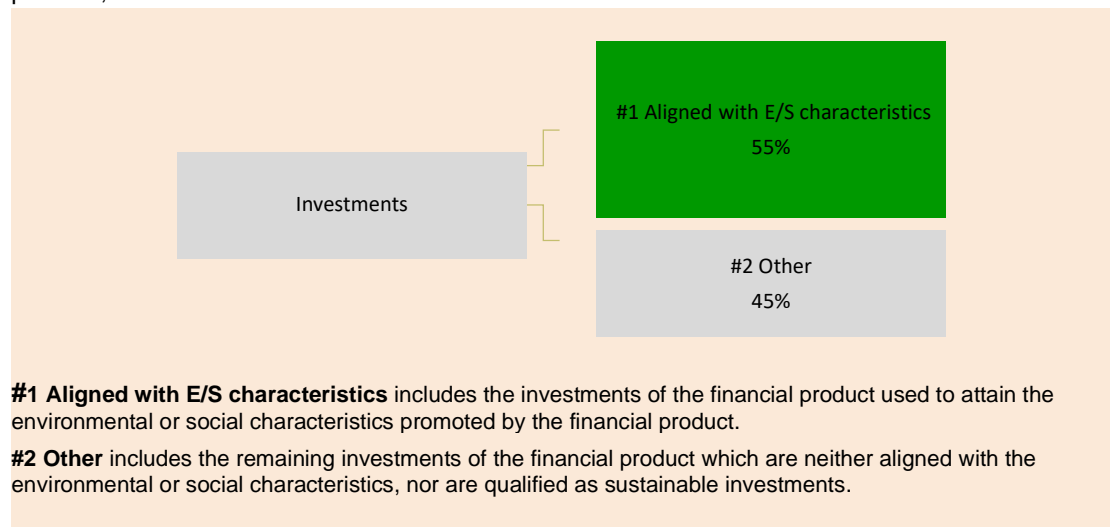 #1 Aligned with E/S characteristics
55%
Investments
#2 Other
45%
#1 Aligned with E/S characteristics includes the investments of the financial product used to attain the
environmental or social characteristics promoted by the financial product.
#2 Other includes the remaining investments of the financial product which are neither aligned with the
environmental or social characteristics, nor are qualified as sustainable investments.